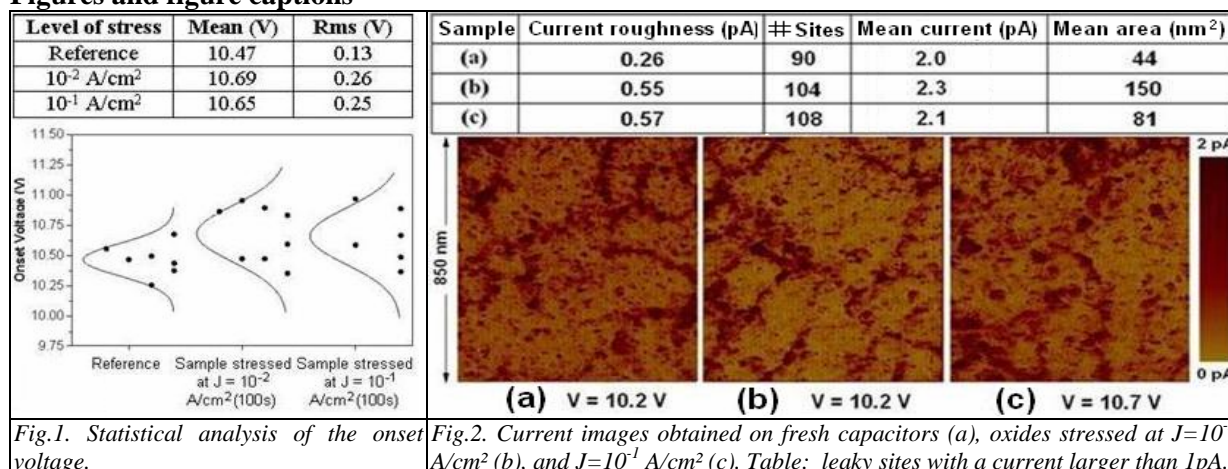 Figures and figure captions
Level of stress Mean (V) Rms (V)
Reference 10.47 0.13
10⁻² A/cm² 10.69 0.26
10⁻¹ A/cm² 10.65 0.25
11.50
11.25
11.00
10.75
10.50
10.25
10.00
9.75
Onset Voltage (V)
Reference Sample stressed Sample stressed
at J = 10⁻² at J = 10⁻¹
A/cm²(100s) A/cm²(100s)
Fig.1. Statistical analysis of the onset
voltage.
Sample Current roughness (pA) # Sites Mean current (pA) Mean area (nm²)
(a) 0.26 90 2.0 44
(b) 0.55 104 2.3 150
(c) 0.57 108 2.1 81
850 nm
2 pA
0 pA
(a) V = 10.2 V (b) V = 10.2 V (c) V = 10.7 V
Fig.2. Current images obtained on fresh capacitors (a), oxides stressed at J=10⁻
A/cm² (b), and J=10⁻¹ A/cm² (c). Table: leaky sites with a current larger than 1pA.